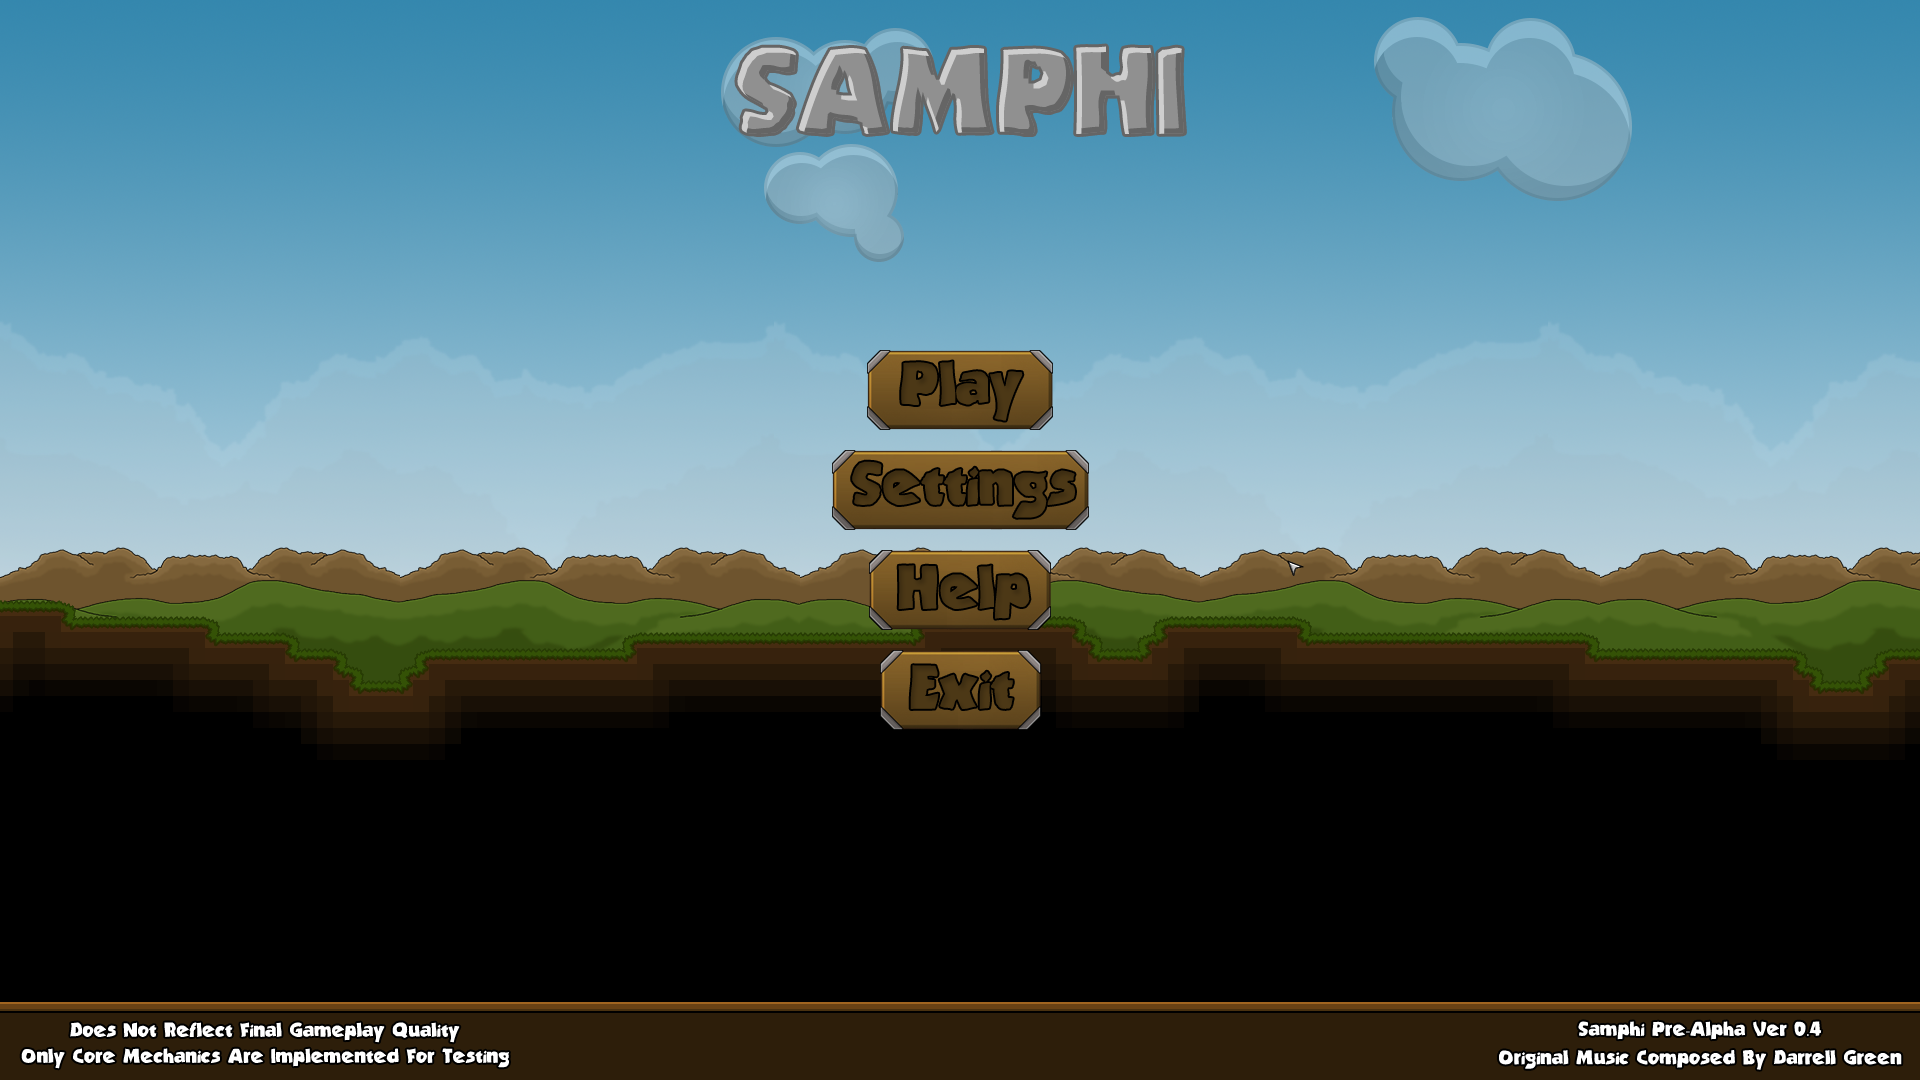 SAMPHI
Play
Settings
Help
Exit
Does Not Reflect Final Gameplay Quality
Only Core Mechanics Are Implemented For Testing
Samphi Pre-Alpha Ver 0.4
Original Music Composed By Darrell Green